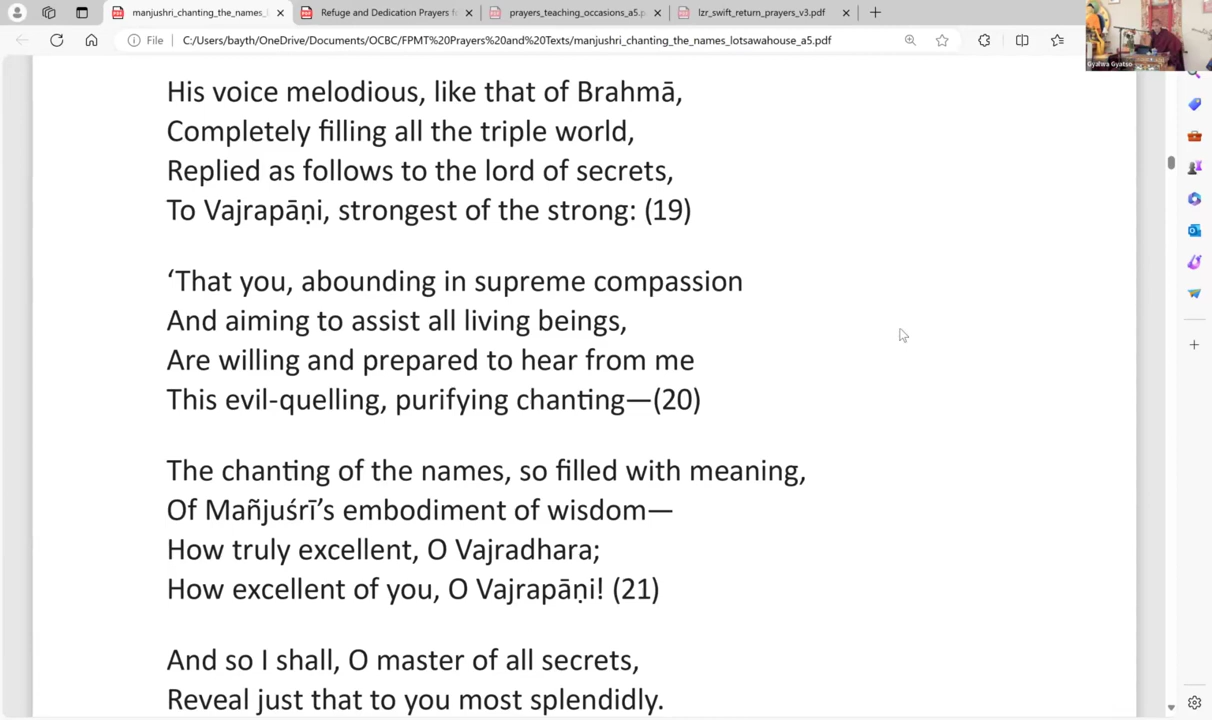 manjushri_chanting_the_names_l
Refuge and Dedication Prayers f
prayers_teaching_occasions_a5.p
lzr_swift_return_prayers_v3.pdf
File
C:/Users/bayth/OneDrive/Documents/OCBC/FPMT%20Prayers%20and%20Texts/manjushri_chanting_the_names_lotsawahouse_a5.pdf
Gyalwa Gyatso
His voice melodious, like that of Brahmā,
Completely filling all the triple world,
Replied as follows to the lord of secrets,
To Vajrapāṇi, strongest of the strong: (19)
‘That you, abounding in supreme compassion
And aiming to assist all living beings,
Are willing and prepared to hear from me
This evil-quelling, purifying chanting—(20)
The chanting of the names, so filled with meaning,
Of Mañjuśrī’s embodiment of wisdom—
How truly excellent, O Vajradhara;
How excellent of you, O Vajrapāṇi! (21)
And so I shall, O master of all secrets,
Reveal just that to you most splendidly.